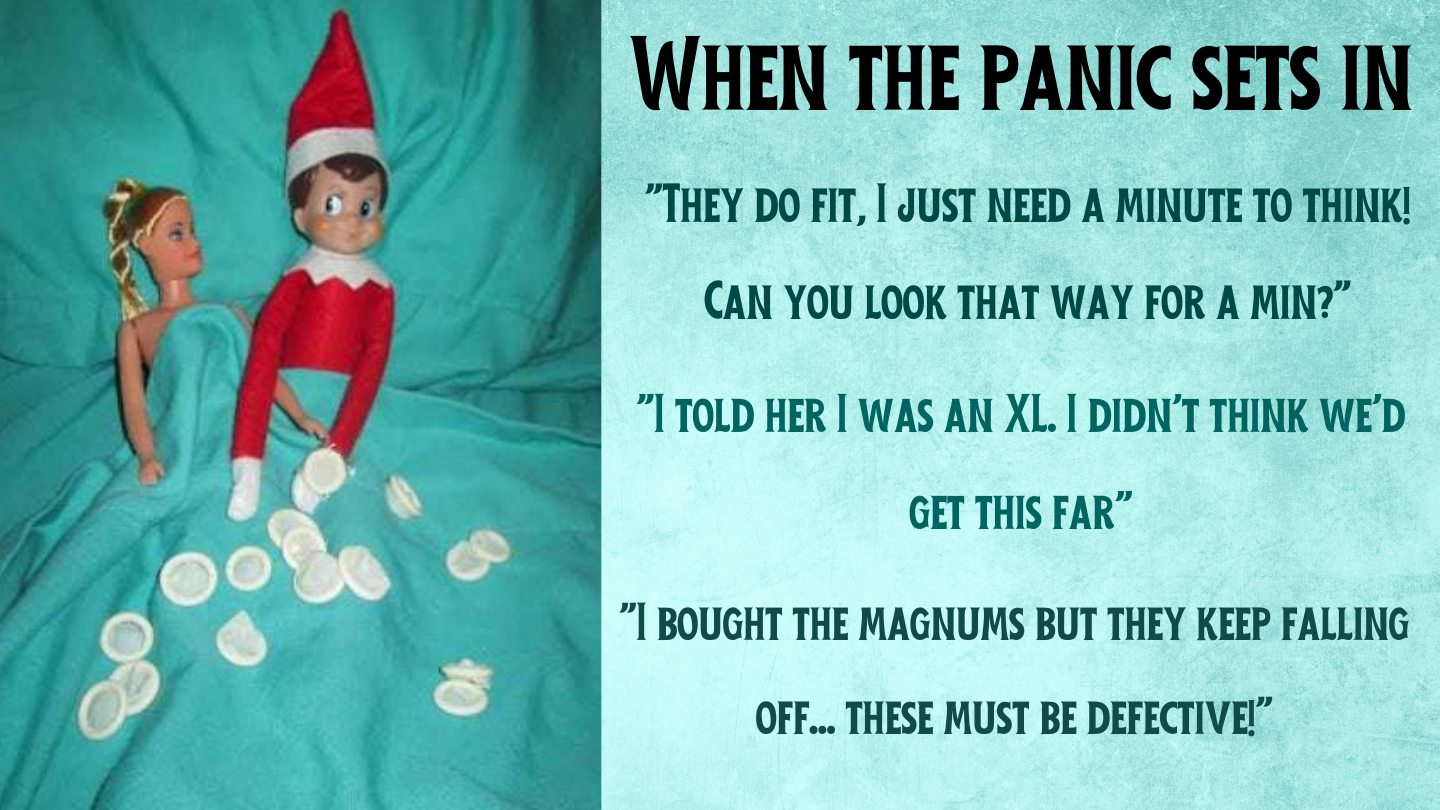 When the panic sets in
"They do fit, I just need a minute to think!
Can you look that way for a min?"
"I told her I was an XL. I didn't think we'd
get this far"
"I bought the magnums but they keep falling
off... these must be defective!"